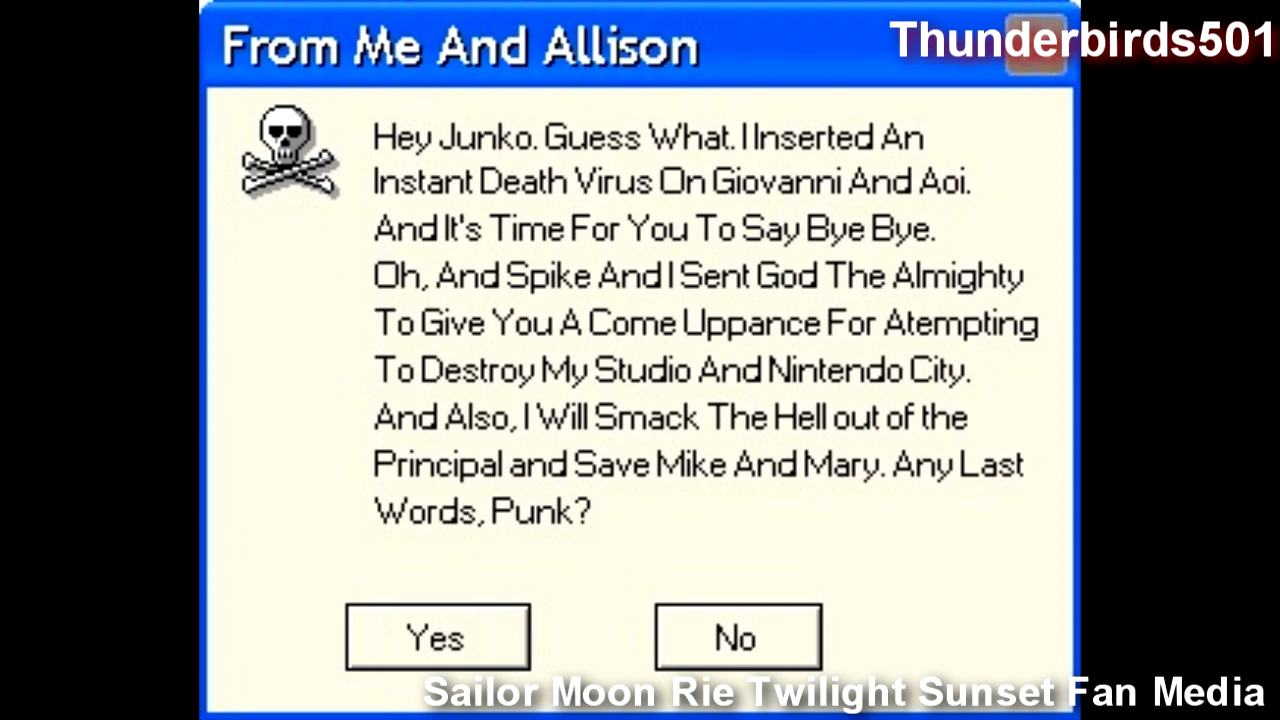 From Me And Allison
Thunderbirds501
Hey Junko. Guess What. I Inserted An
Instant Death Virus On Giovanni And Aoi.
And It's Time For You To Say Bye Bye.
Oh, And Spike And I Sent God The Almighty
To Give You A Come Uppance For Atempting
To Destroy My Studio And Nintendo City.
And Also, I Will Smack The Hell out of the
Principal and Save Mike And Mary. Any Last
Words, Punk?
Yes No
Sailor Moon Rie Twilight Sunset Fan Media